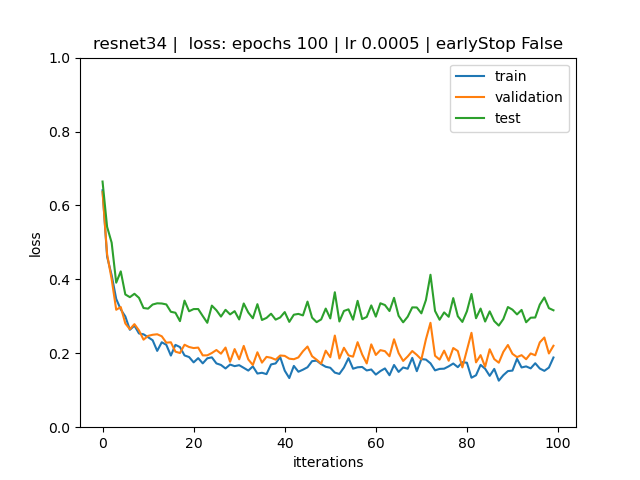 resnet34 |  loss: epochs 100 | lr 0.0005 | earlyStop False
train
validation
test
1.0
0.8
0.6
0.4
0.2
0.0
loss
0 20 40 60 80 100
itterations